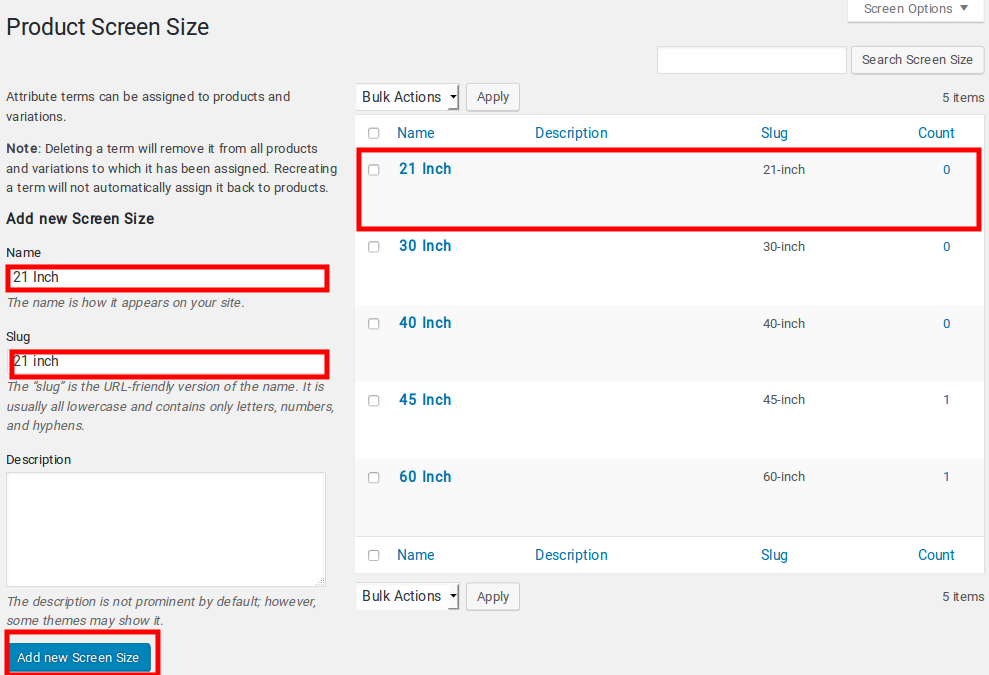 Screen Options ▼
Product Screen Size
Search Screen Size
Attribute terms can be assigned to products and
variations.
Note: Deleting a term will remove it from all products
and variations to which it has been assigned. Recreating
a term will not automatically assign it back to products.
Add new Screen Size
Name
21 Inch
The name is how it appears on your site.
Slug
21 inch
The “slug” is the URL-friendly version of the name. It is
usually all lowercase and contains only letters, numbers,
and hyphens.
Description
The description is not prominent by default; however,
some themes may show it.
Add new Screen Size
Bulk Actions Apply 5 items
Name Description Slug Count
21 Inch 21-inch 0
30 Inch 30-inch 0
40 Inch 40-inch 0
45 Inch 45-inch 1
60 Inch 60-inch 1
Name Description Slug Count
Bulk Actions Apply 5 items